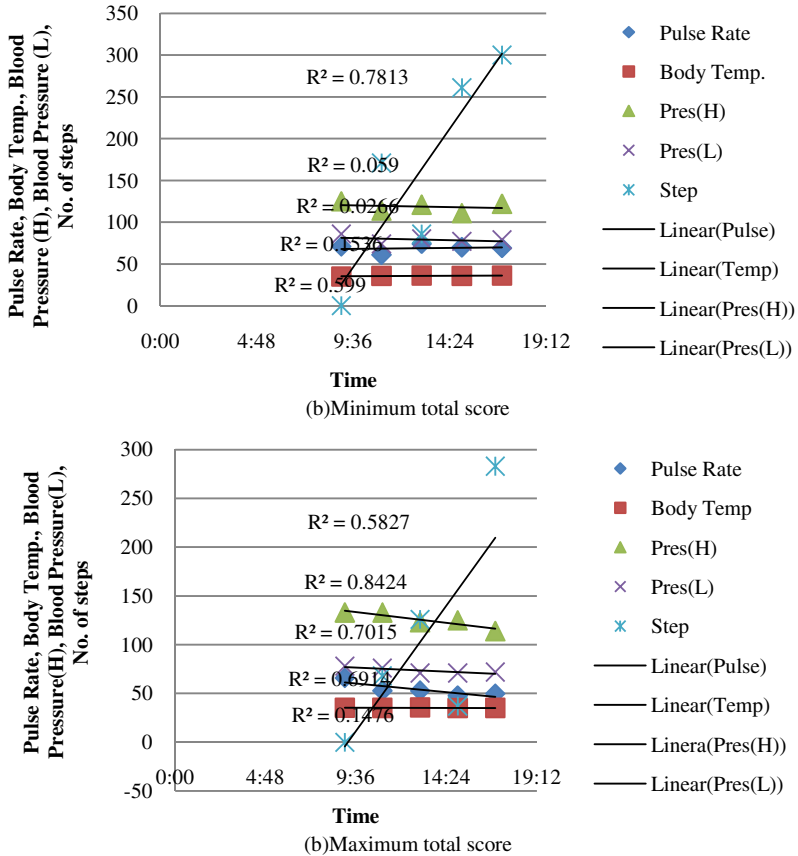 Pulse Rate, Body Temp., Blood
Pressure (H), Blood Pressure (L),
No. of steps
350
300
250
200
150
100
50
0
R² = 0.7813
R² = 0.059
R² = 0.0266
R² = 0.1536
R² = 0.599
0:00 4:48 9:36 14:24 19:12
Time
Pulse Rate
Body Temp.
Pres(H)
Pres(L)
Step
Linear(Pulse)
Linear(Temp)
Linear(Pres(H))
Linear(Pres(L))
(b)Minimum total score
Pulse Rate, Body Temp., Blood
Pressure(H), Blood Pressure(L),
No. of steps
300
250
200
150
100
50
0
-50
R² = 0.5827
R² = 0.8424
R² = 0.7015
R² = 0.6914
R² = 0.1476
0:00 4:48 9:36 14:24 19:12
Time
Pulse Rate
Body Temp
Pres(H)
Pres(L)
Step
Linear(Pulse)
Linear(Temp)
Linera(Pres(H))
Linear(Pres(L))
(b)Maximum total score